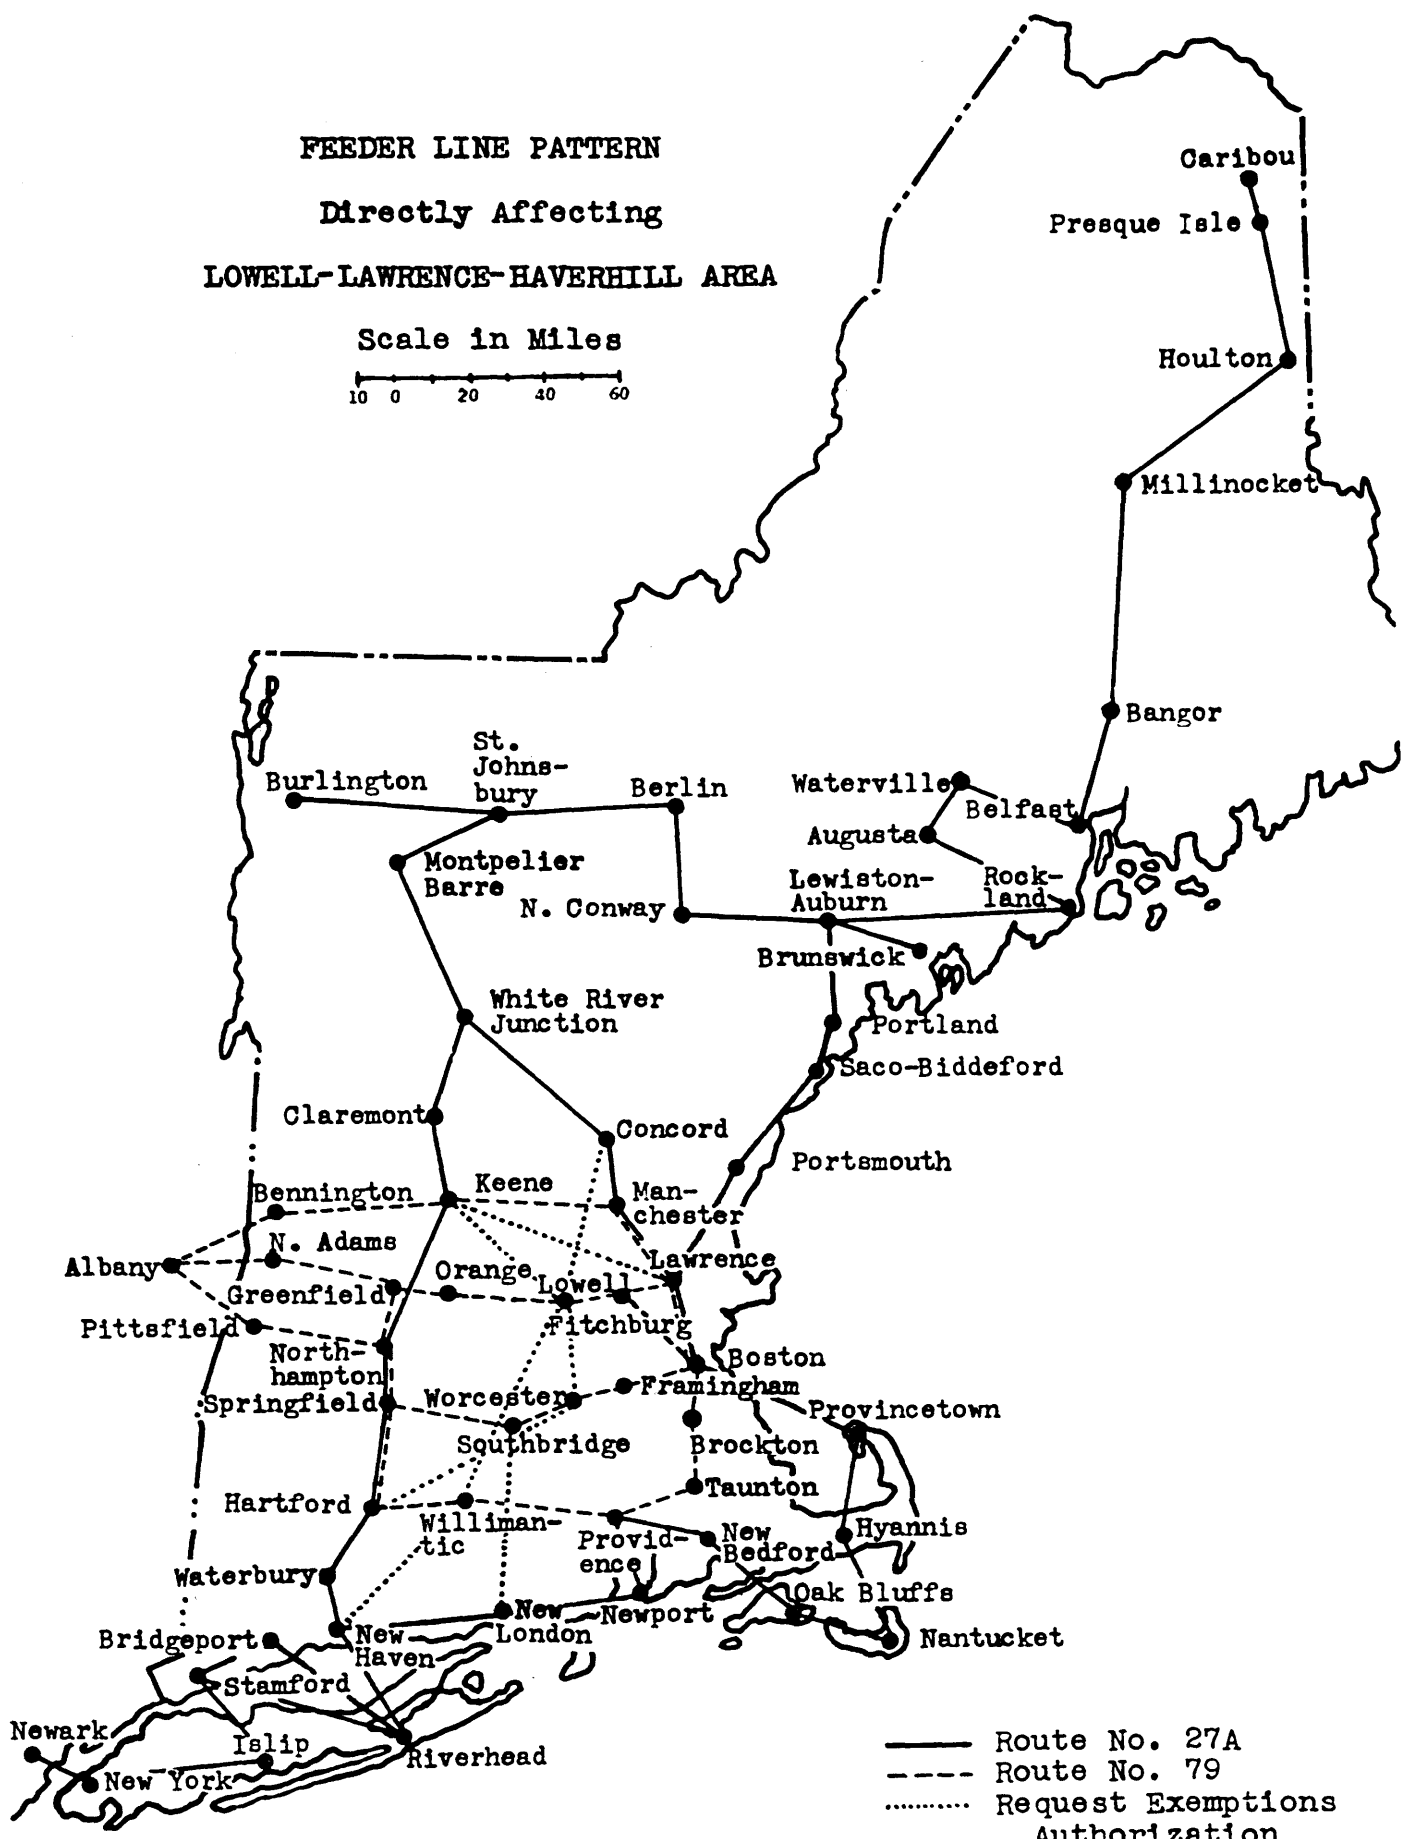 FEEDER LINE PATTERN
Directly Affecting
LOWELL-LAWRENCE-HAVERHILL AREA
Scale in Miles
10 0 20 40 60
Caribou
Presque Isle
Houlton
Millinocket
Bangor
St.
Johns-
bury
Burlington
Berlin
Waterville
Belfast
Augusta
Montpelier
Barre
Lewiston-
Auburn
Rock-
land
N. Conway
Brunswick
White River
Junction
Portland
Saco-Biddeford
Claremont
Concord
Portsmouth
Keene
Bennington
Man-
chester
N. Adams
Albany
Lawrence
Orange
Lowell
Greenfield
Pittsfield
Fitchburg
North-
hampton
Boston
Framingham
Springfield
Worcester
Provincetown
Southbridge
Brockton
Taunton
Hartford
Williman-
tic
Provid-
ence
New
Bedford
Hyannis
Waterbury
Oak Bluffs
New
London
Newport
Nantucket
Bridgeport
New
Haven
Stamford
Newark
Islip
Riverhead
New York
Route No. 27A
Route No. 79
Request Exemptions
Authorization